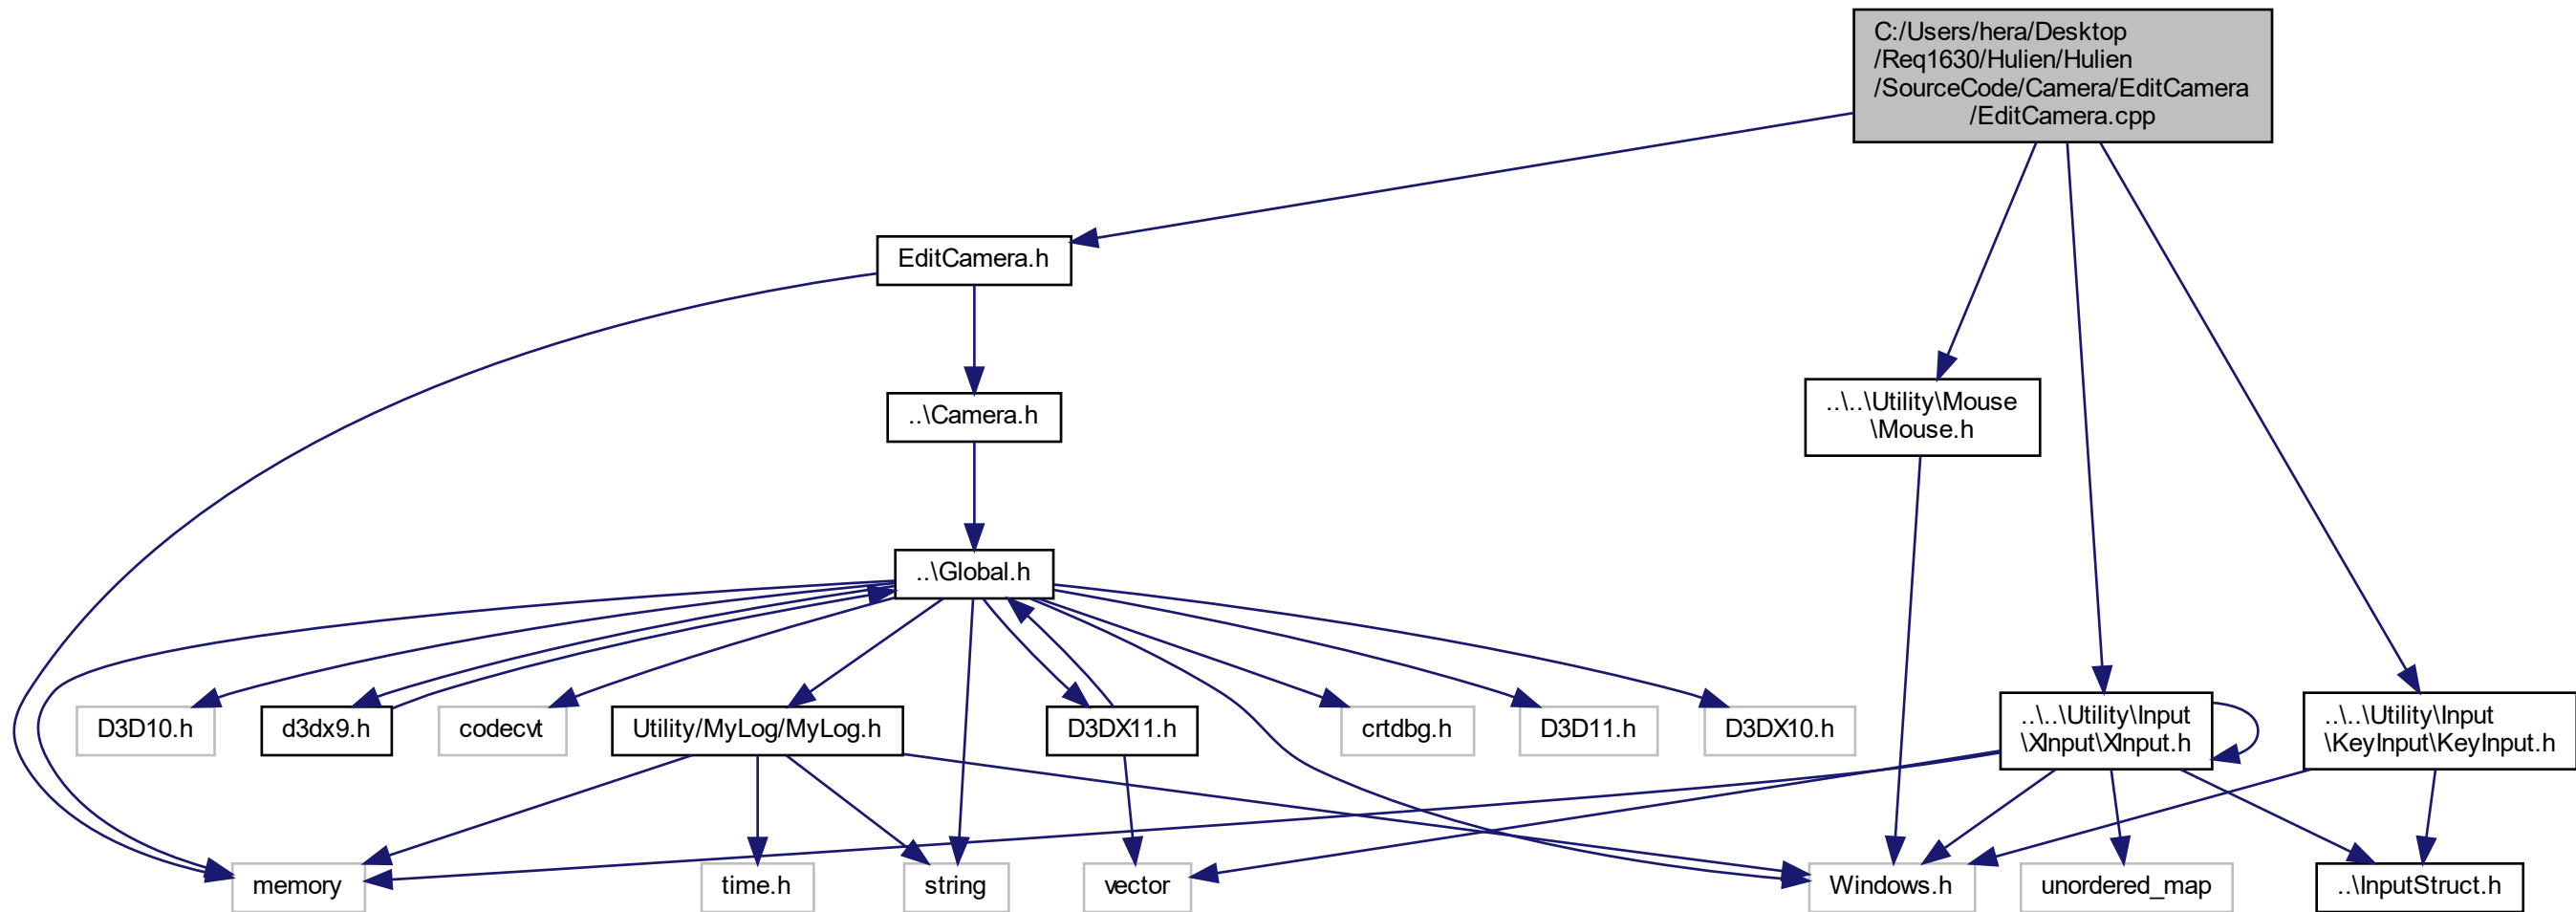 C:/Users/hera/Desktop
/Req1630/Hulien/Hulien
/SourceCode/Camera/EditCamera
/EditCamera.cpp
EditCamera.h
..\..\Utility\Mouse
\Mouse.h
..\Camera.h
..\Global.h
D3D10.h
d3dx9.h
codecvt
Utility/MyLog/MyLog.h
D3DX11.h
crtdbg.h
D3D11.h
D3DX10.h
..\..\Utility\Input
\XInput\XInput.h
..\..\Utility\Input
\KeyInput\KeyInput.h
memory
time.h
string
vector
Windows.h
unordered_map
..\InputStruct.h